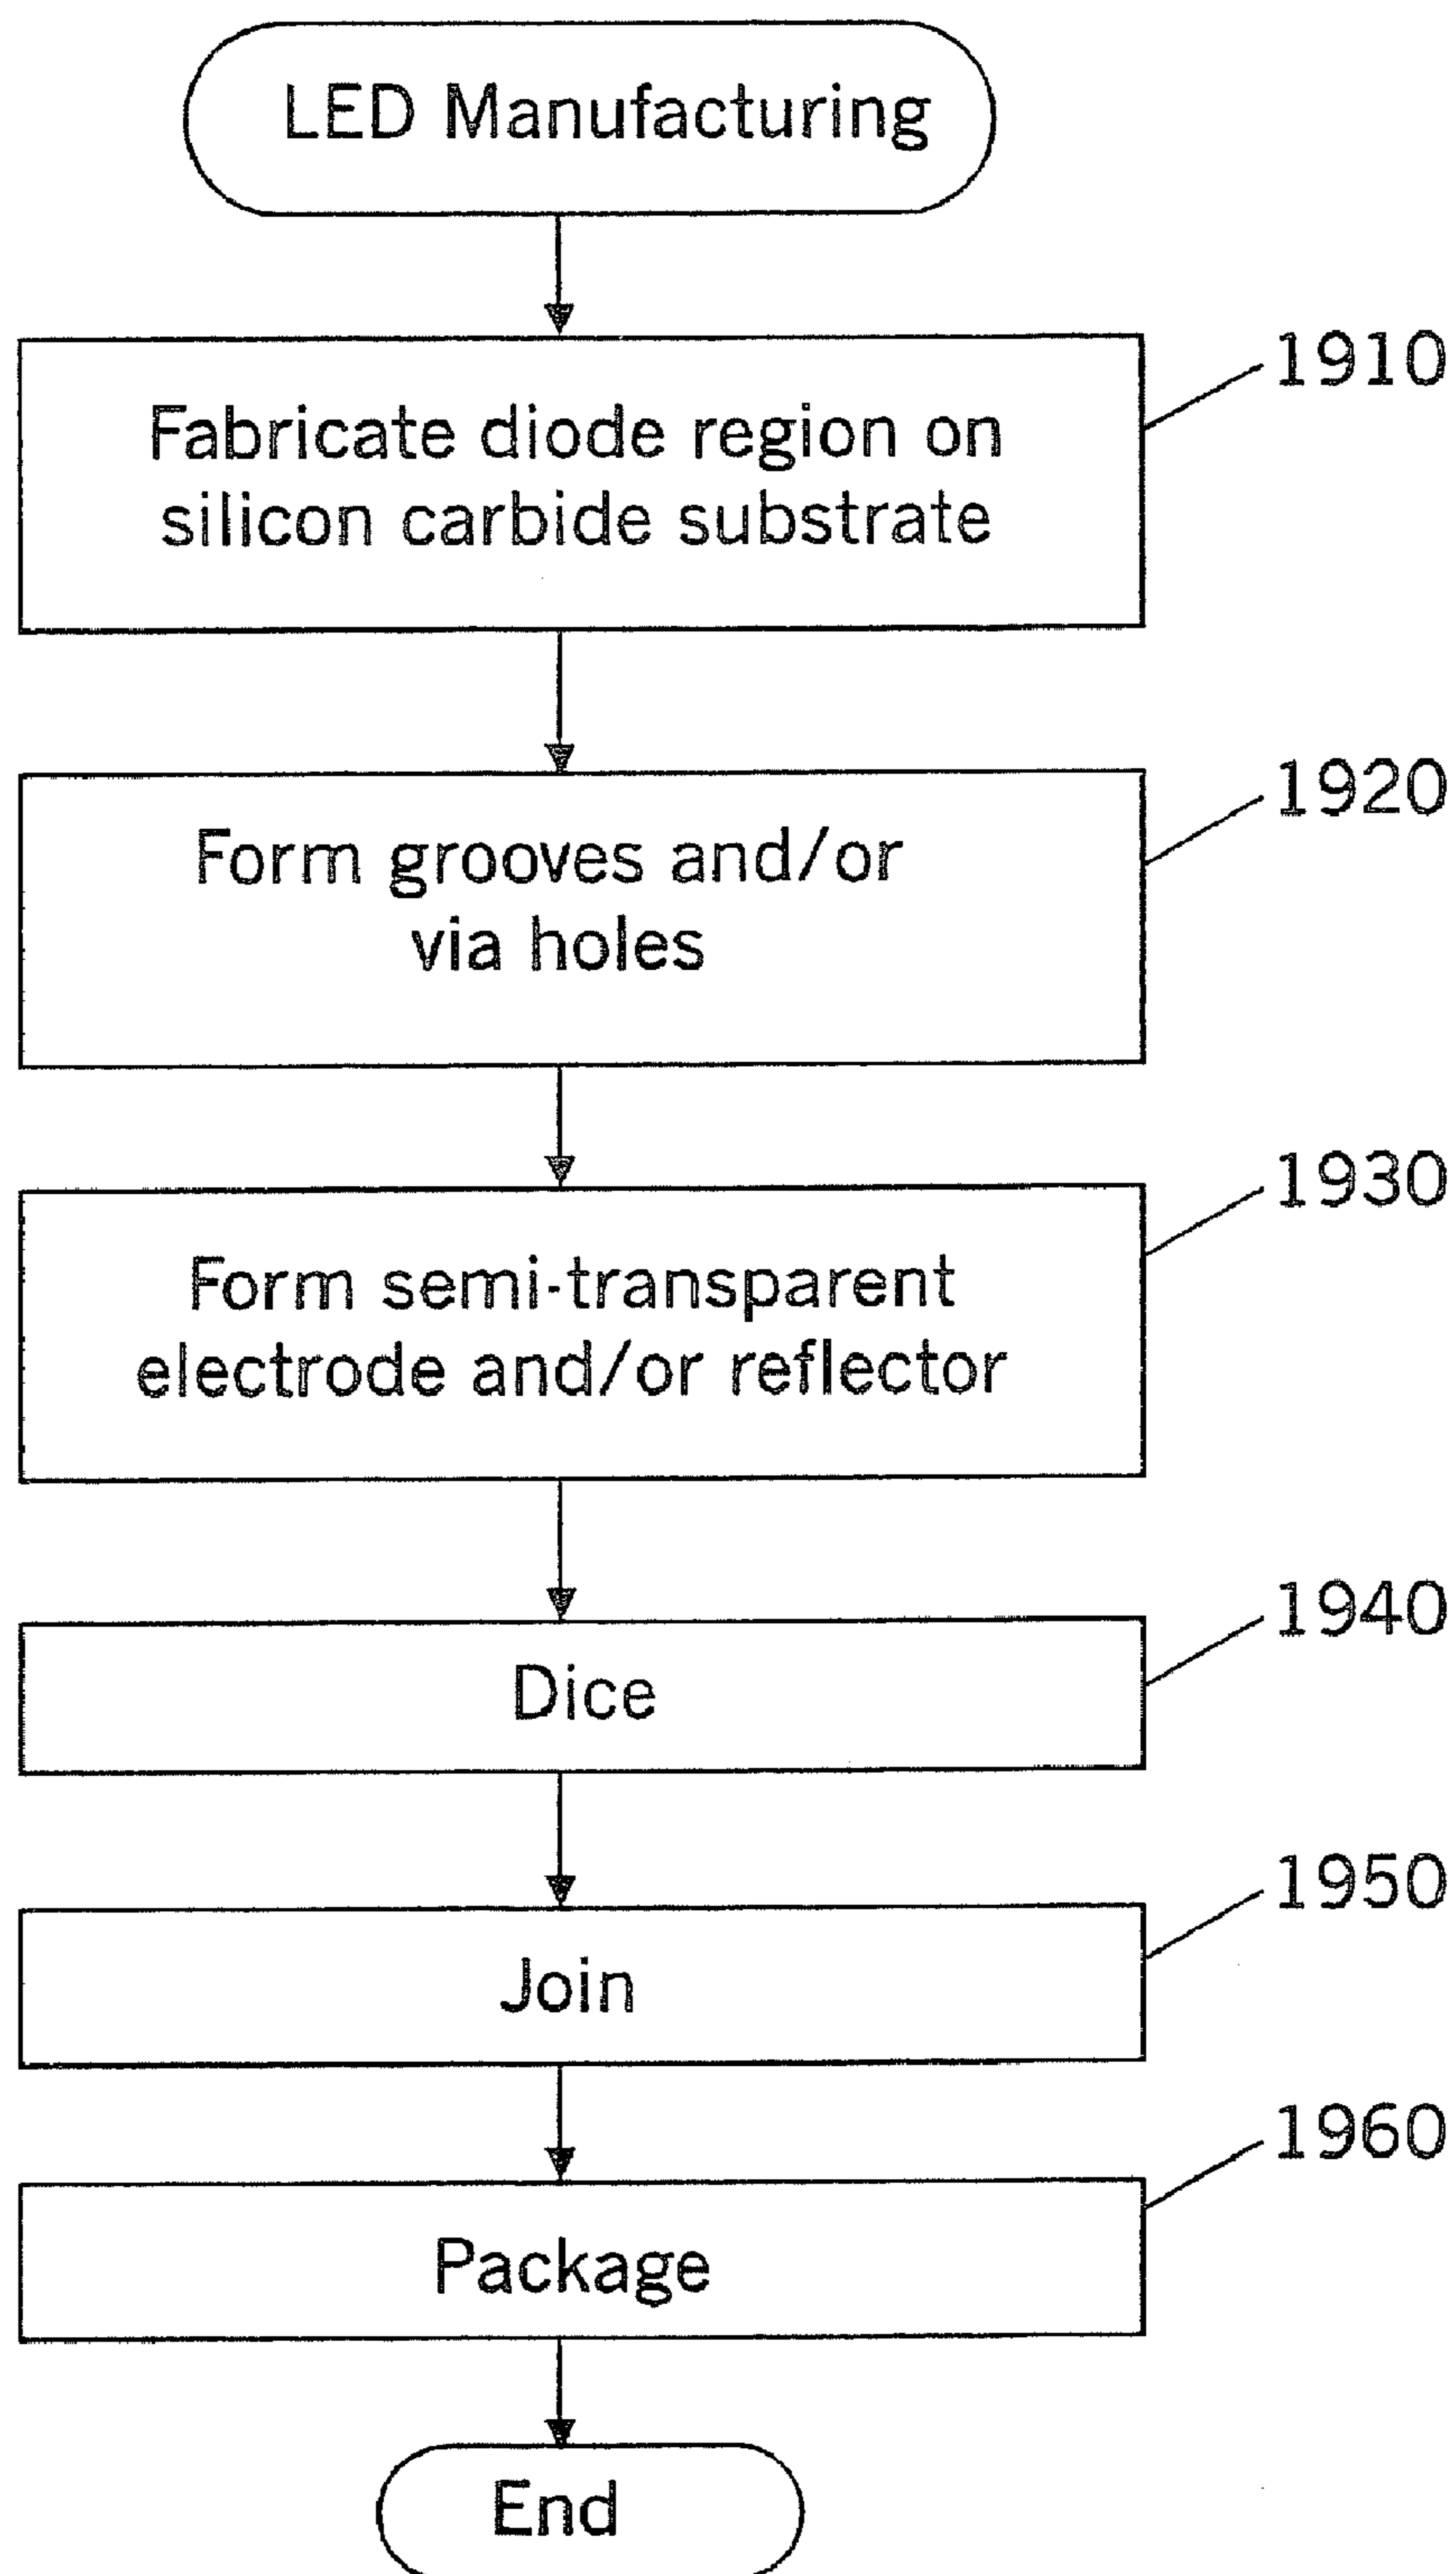 LED Manufacturing
1910
Fabricate diode region on
silicon carbide substrate
1920
Form grooves and/or
via holes
1930
Form semi-transparent
electrode and/or reflector
1940
Dice
1950
Join
1960
Package
End